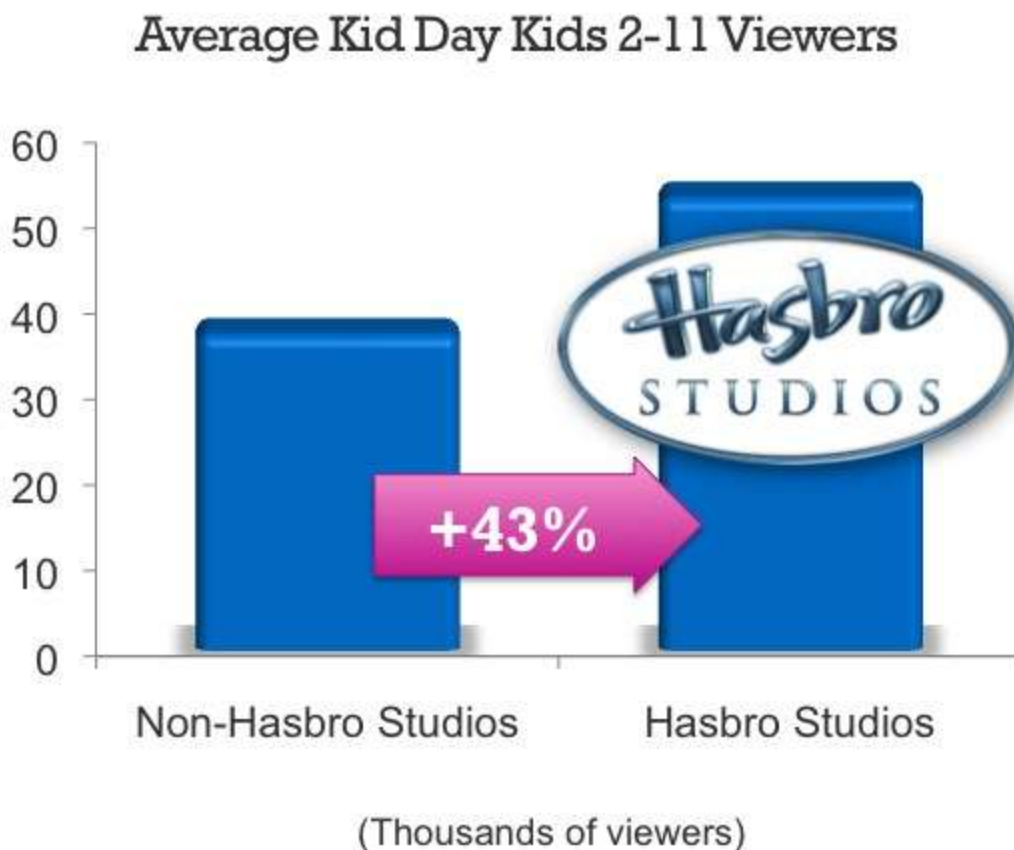 Average Kid Day Kids 2-11 Viewers
60
50
40
30
20
10
0
Hasbro
STUDIOS
+43%
Non-Hasbro Studios
Hasbro Studios
(Thousands of viewers)